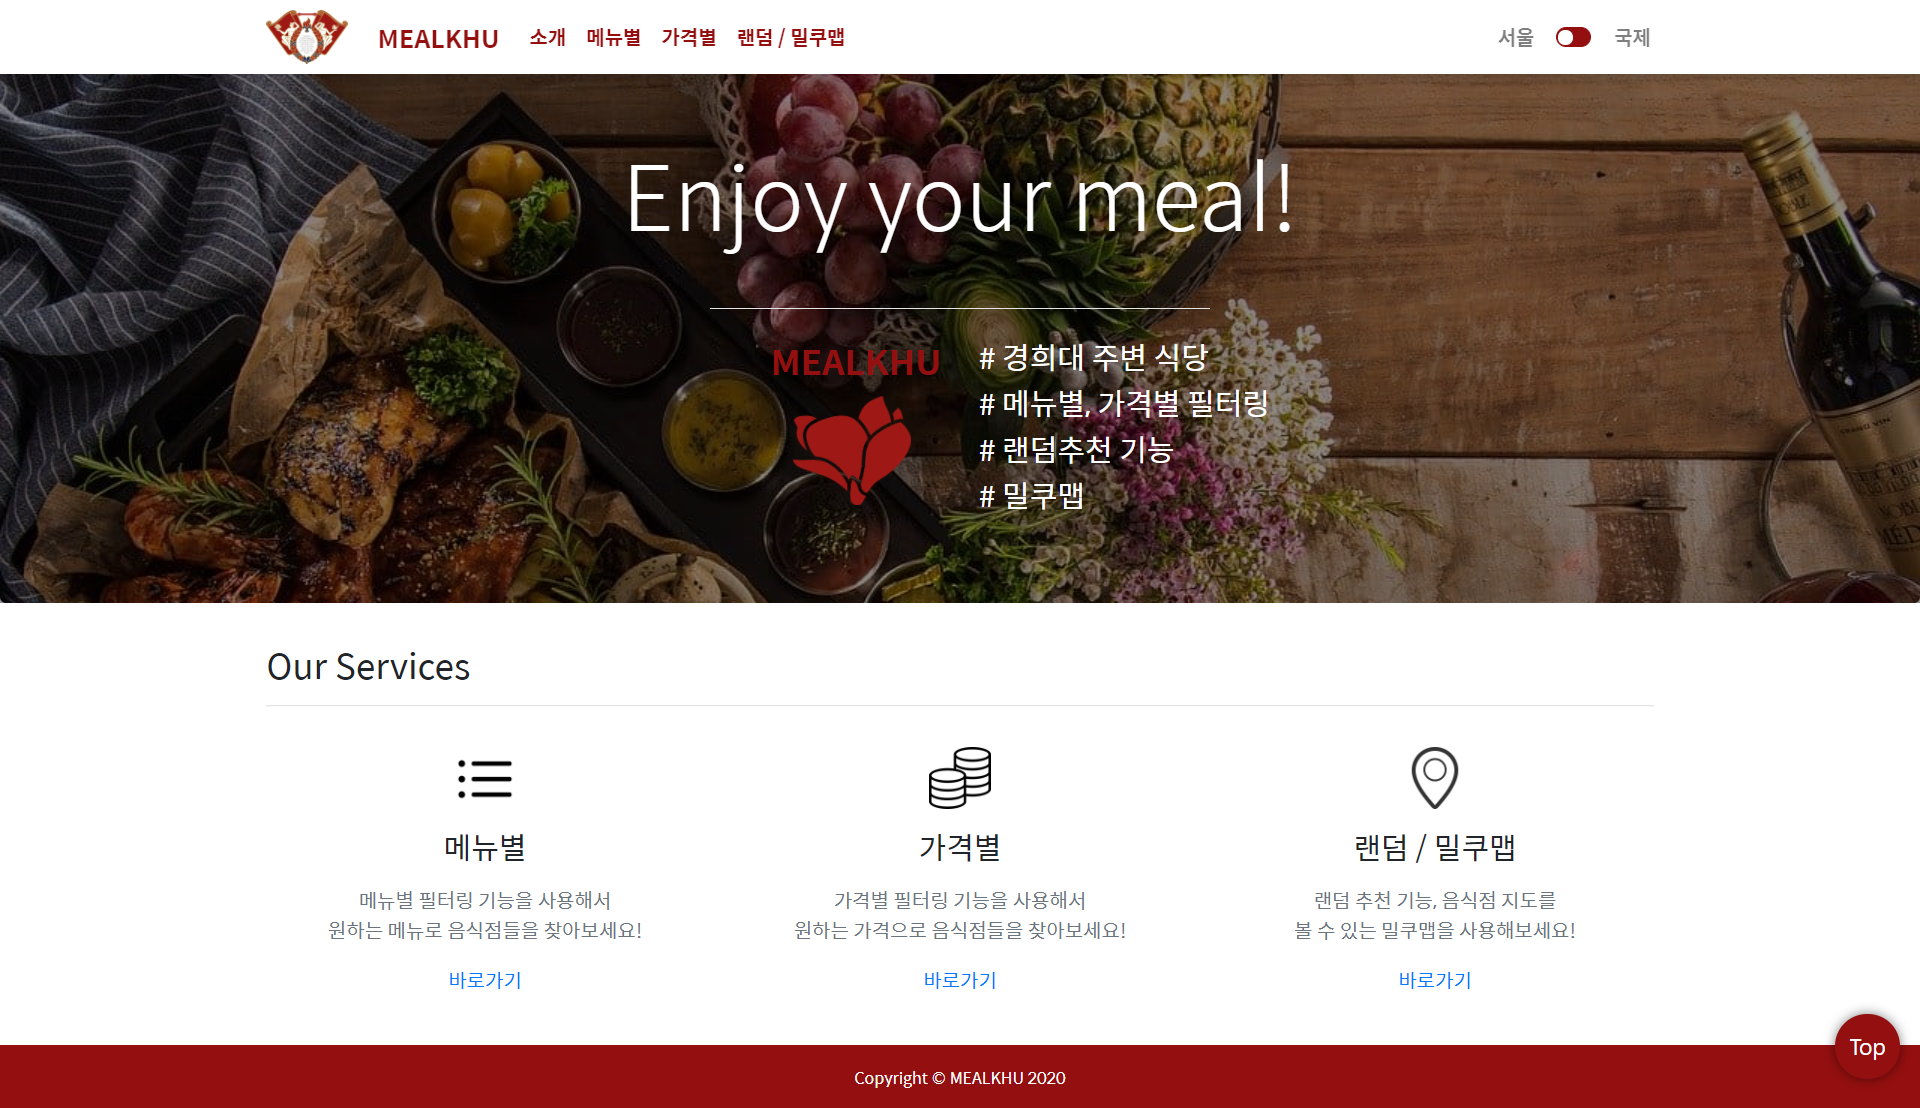 MEALKHU 소개 메뉴별 가격별 랜덤 / 밀쿠맵 서울 국제
Enjoy your meal!
MEALKHU
# 경희대 주변 식당
# 메뉴별, 가격별 필터링
# 랜덤추천 기능
# 밀쿠맵
Our Services
메뉴별
메뉴별 필터링 기능을 사용해서
원하는 메뉴로 음식점들을 찾아보세요!
바로가기
가격별
가격별 필터링 기능을 사용해서
원하는 가격으로 음식점들을 찾아보세요!
바로가기
랜덤 / 밀쿠맵
랜덤 추천 기능, 음식점 지도를
볼 수 있는 밀쿠맵을 사용해보세요!
바로가기
Top
Copyright © MEALKHU 2020